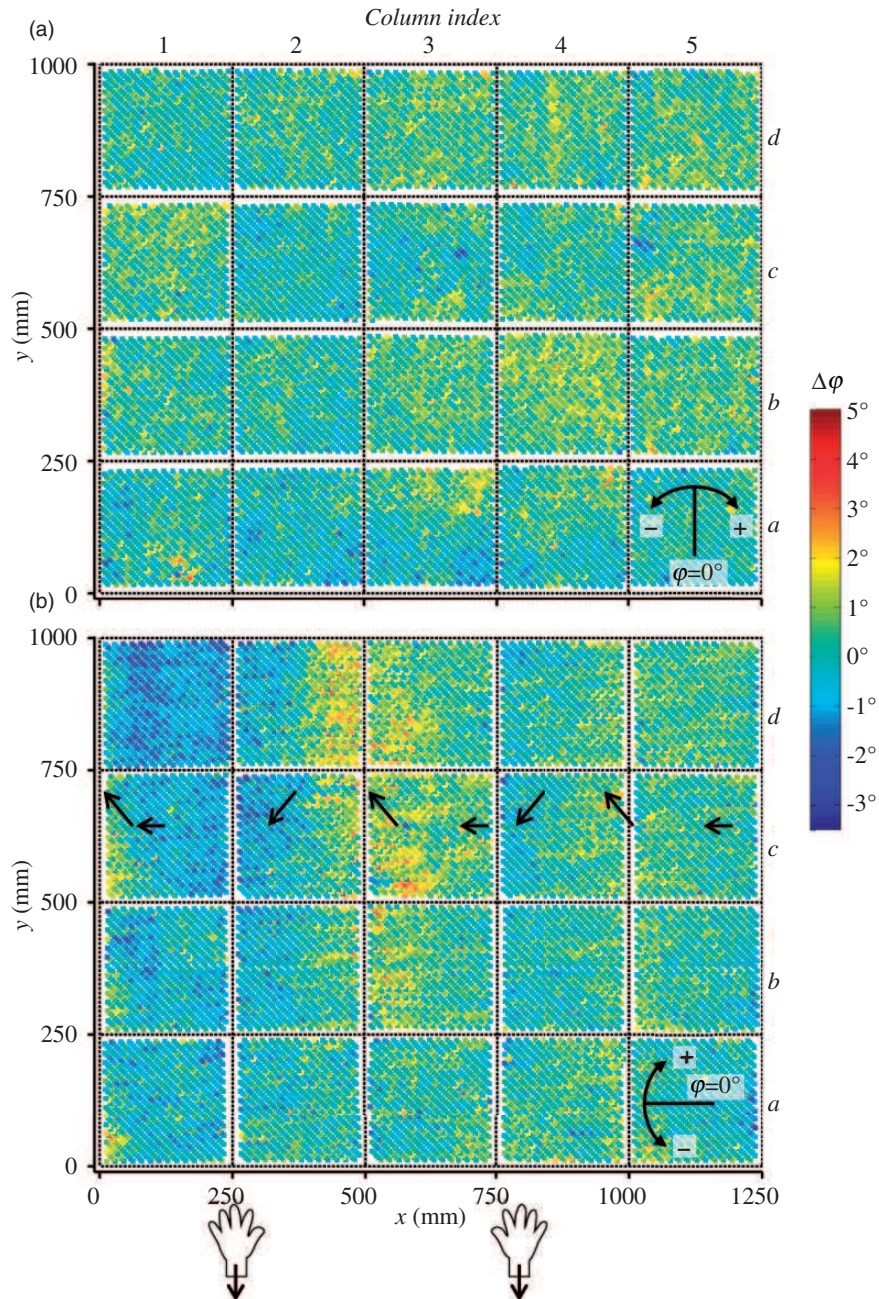 Column index
(a)
1 2 3 4 5
1000
d
750
c
y (mm)
500
b
Δφ
5°
4°
3°
2°
1°
0°
-1°
-2°
-3°
250
a
− +
φ=0°
0
(b)
1000
d
750
c
y (mm)
500
b
250
+
φ=0°
a
−
0
0 250 500 750 1000 1250
x (mm)